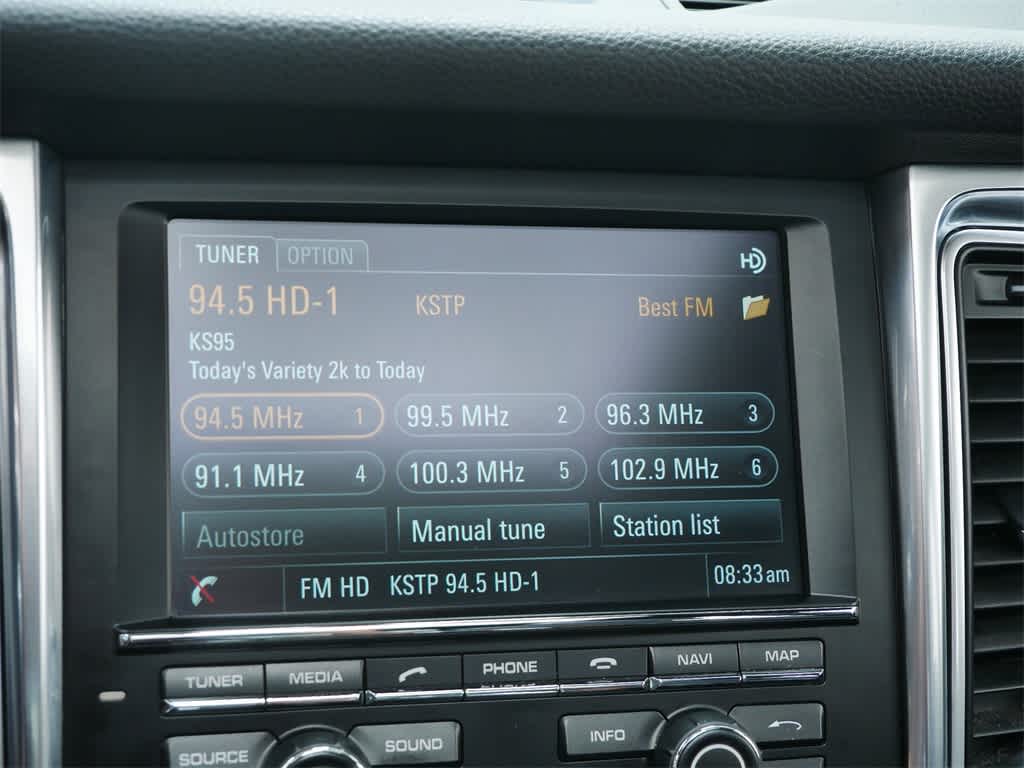 TUNER OPTION HD
94.5 HD-1 KSTP Best FM
KS95
Today's Variety 2k to Today
94.5 MHz 1 99.5 MHz 2 96.3 MHz 3
91.1 MHz 4 100.3 MHz 5 102.9 MHz 6
Autostore Manual tune Station list
FM HD KSTP 94.5 HD-1 08:33am
TUNER MEDIA PHONE NAVI MAP
SOURCE SOUND INFO